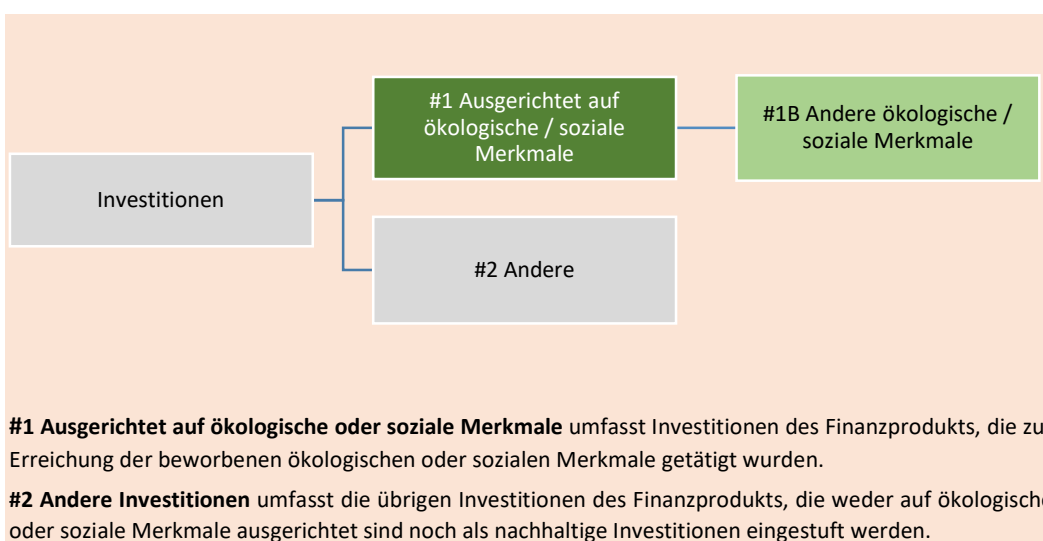 #1 Ausgerichtet auf
ökologische / soziale
Merkmale
#1B Andere ökologische /
soziale Merkmale
Investitionen
#2 Andere
#1 Ausgerichtet auf ökologische oder soziale Merkmale umfasst Investitionen des Finanzprodukts, die zu
Erreichung der beworbenen ökologischen oder sozialen Merkmale getätigt wurden.
#2 Andere Investitionen umfasst die übrigen Investitionen des Finanzprodukts, die weder auf ökologische
oder soziale Merkmale ausgerichtet sind noch als nachhaltige Investitionen eingestuft werden.